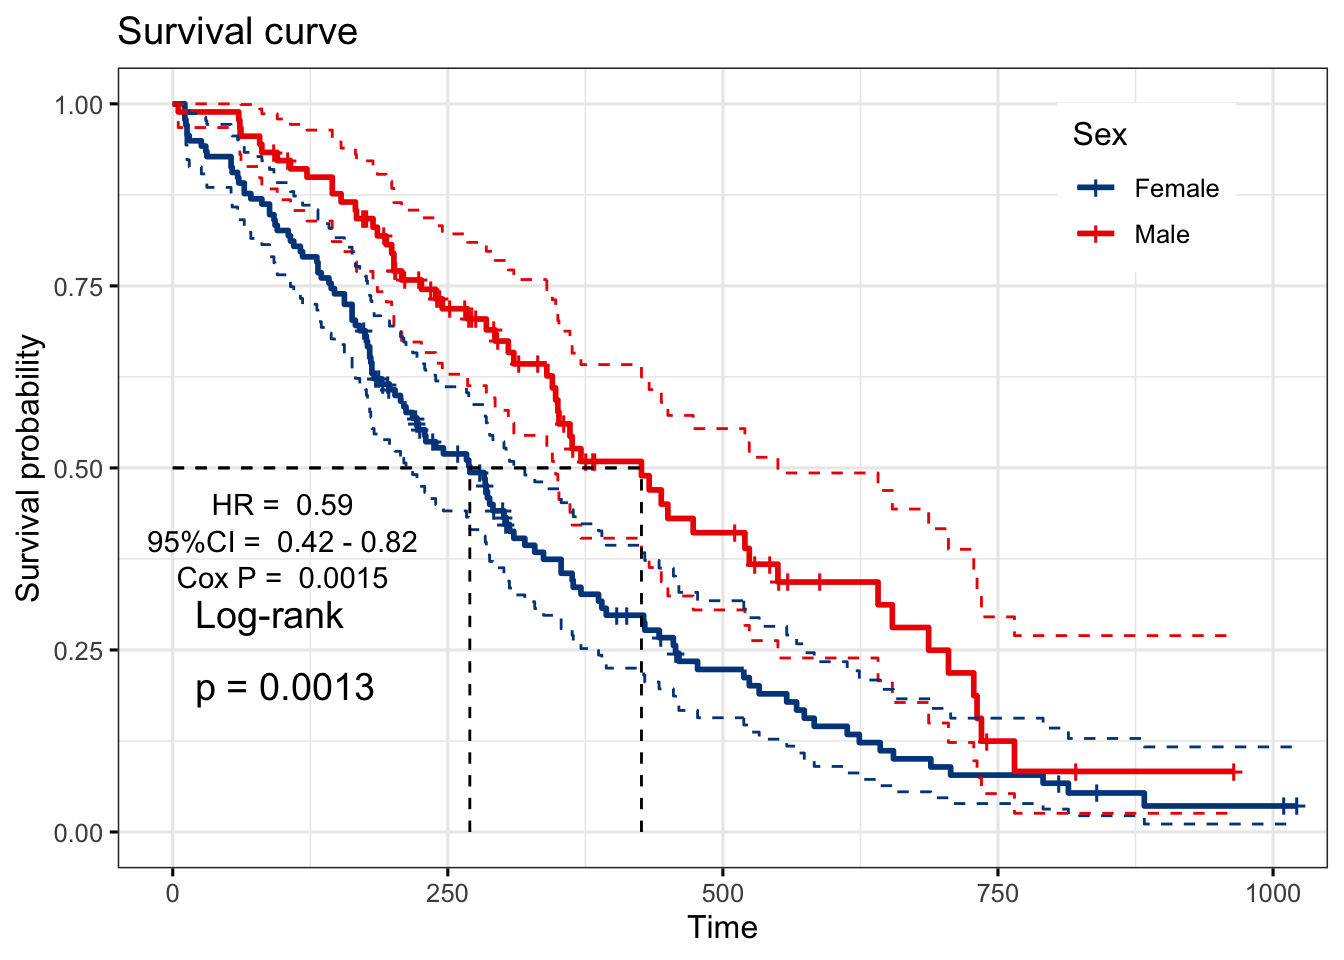 Survival curve
Survival probability
1.00
0.75
0.50
0.25
0.00
HR =  0.59
95%CI =  0.42 - 0.82
Cox P =  0.0015
Log-rank
p = 0.0013
Sex
Female
Male
0
250
500
750
1000
Time